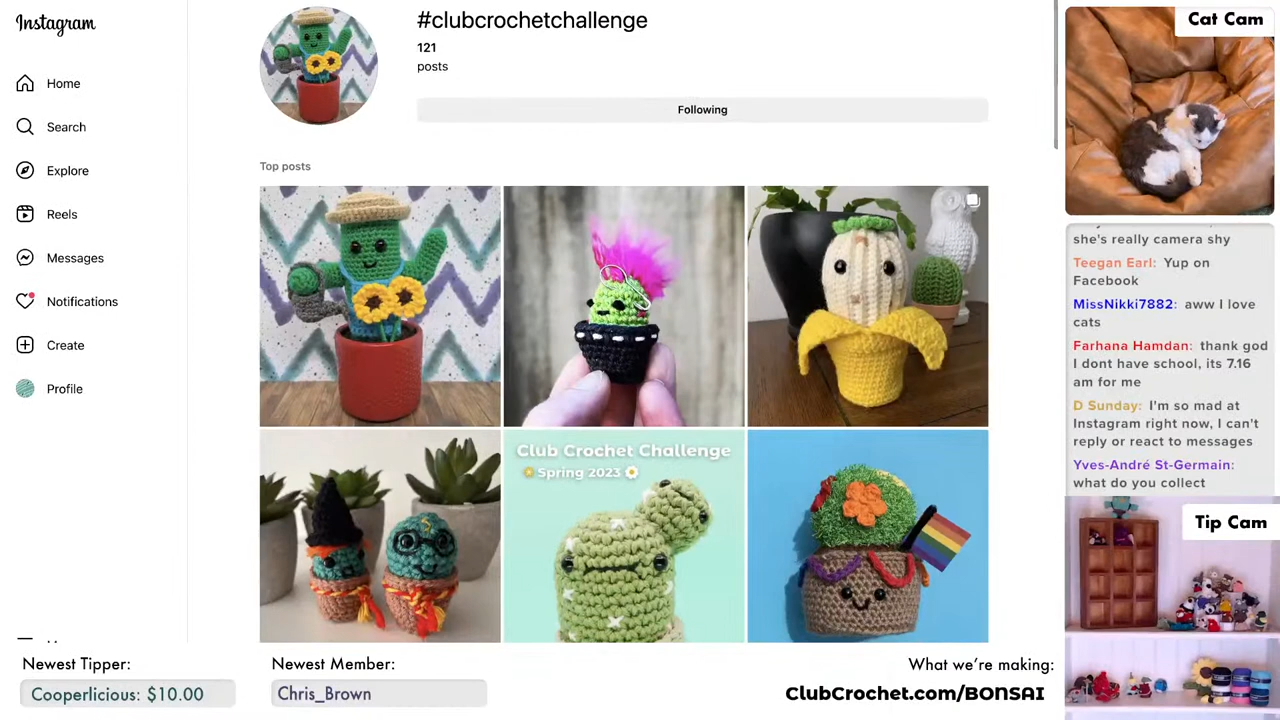 Instagram
Home
Search
Explore
Reels
Messages
Notifications
Create
Profile
#clubcrochetchallenge
121
posts
Following
Top posts
Club Crochet Challenge
Spring 2023
Cat Cam
she's really camera shy
Teegan Earl: Yup on
Facebook
MissNikki7882: aww I love
cats
Farhana Hamdan: thank god
I dont have school, its 7.16
am for me
D Sunday: I'm so mad at
Instagram right now, I can't
reply or react to messages
Yves-André St-Germain:
what do you collect
Tip Cam
Newest Tipper:
Cooperlicious: $10.00
Newest Member:
Chris_Brown
What we're making:
ClubCrochet.com/BONSAI